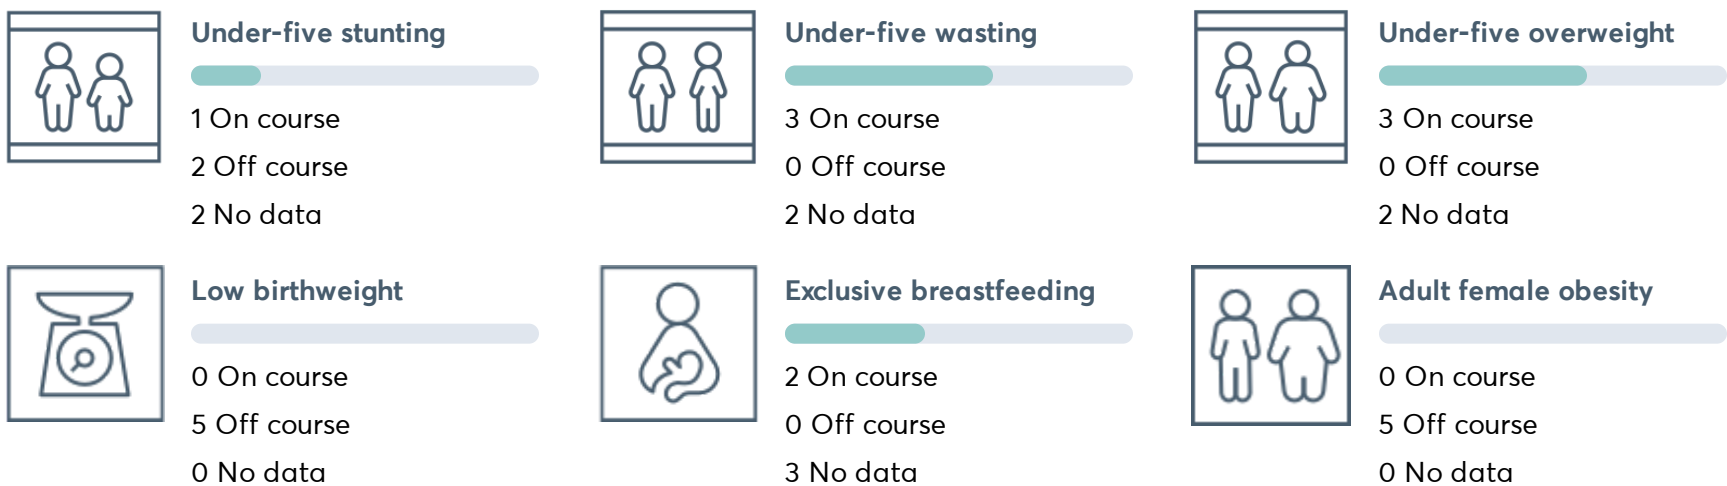 Under-five stunting
1 On course
2 Off course
2 No data
Under-five wasting
3 On course
0 Off course
2 No data
Under-five overweight
3 On course
0 Off course
2 No data
Low birthweight
0 On course
5 Off course
0 No data
Exclusive breastfeeding
2 On course
0 Off course
3 No data
Adult female obesity
0 On course
5 Off course
0 No data